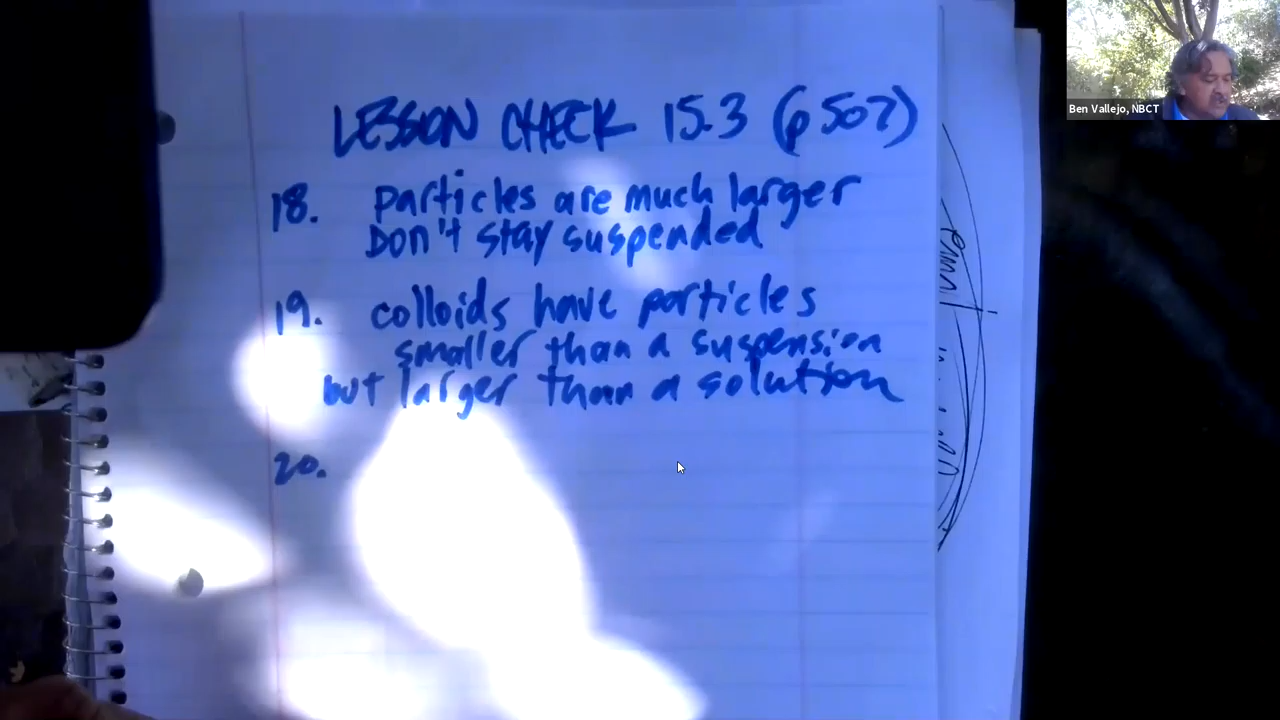 Ben Vallejo, NBCT
LESSON CHECK 15.3 (p507)
18. Particles are much larger
Don't stay suspended
19. colloids have particles
smaller than a suspension
but larger than a solution
20.